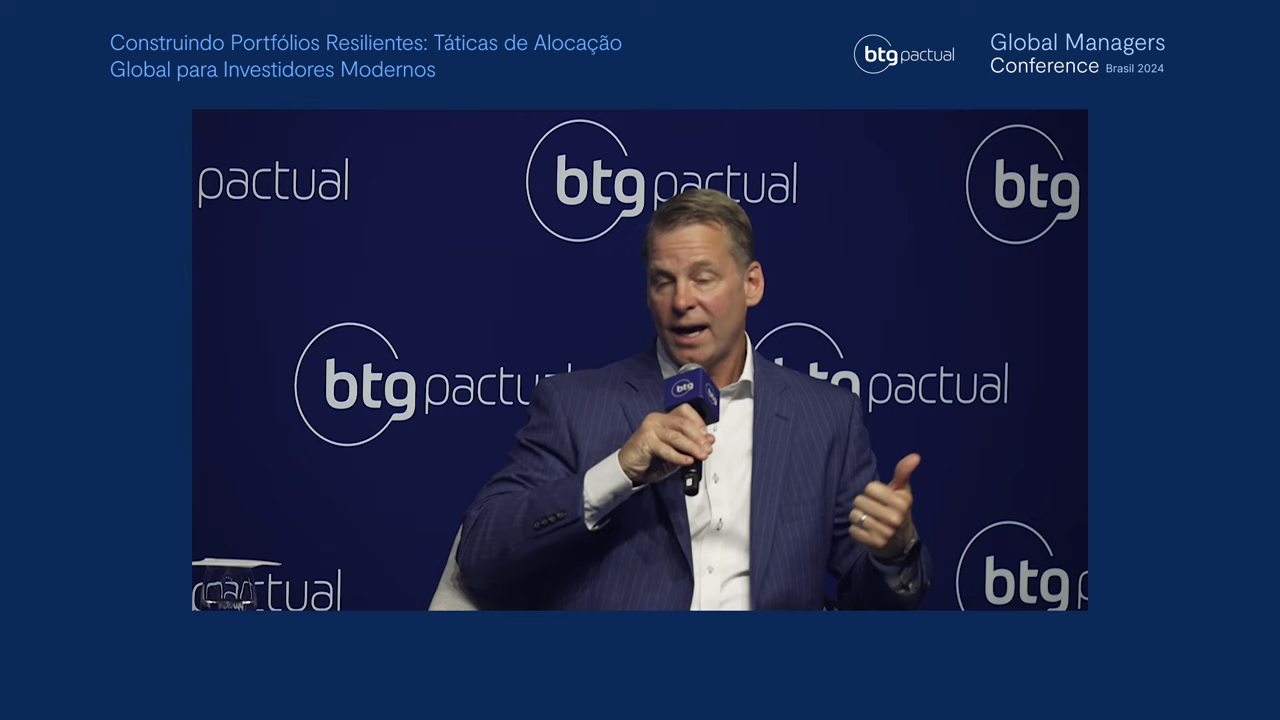 Construindo Portfólios Resilientes: Táticas de Alocação
Global para Investidores Modernos
btg pactual
Global Managers
Conference Brasil 2024
pactual
btg pactual
btg
btg pactual
btg pactual
btg
pactual
btg